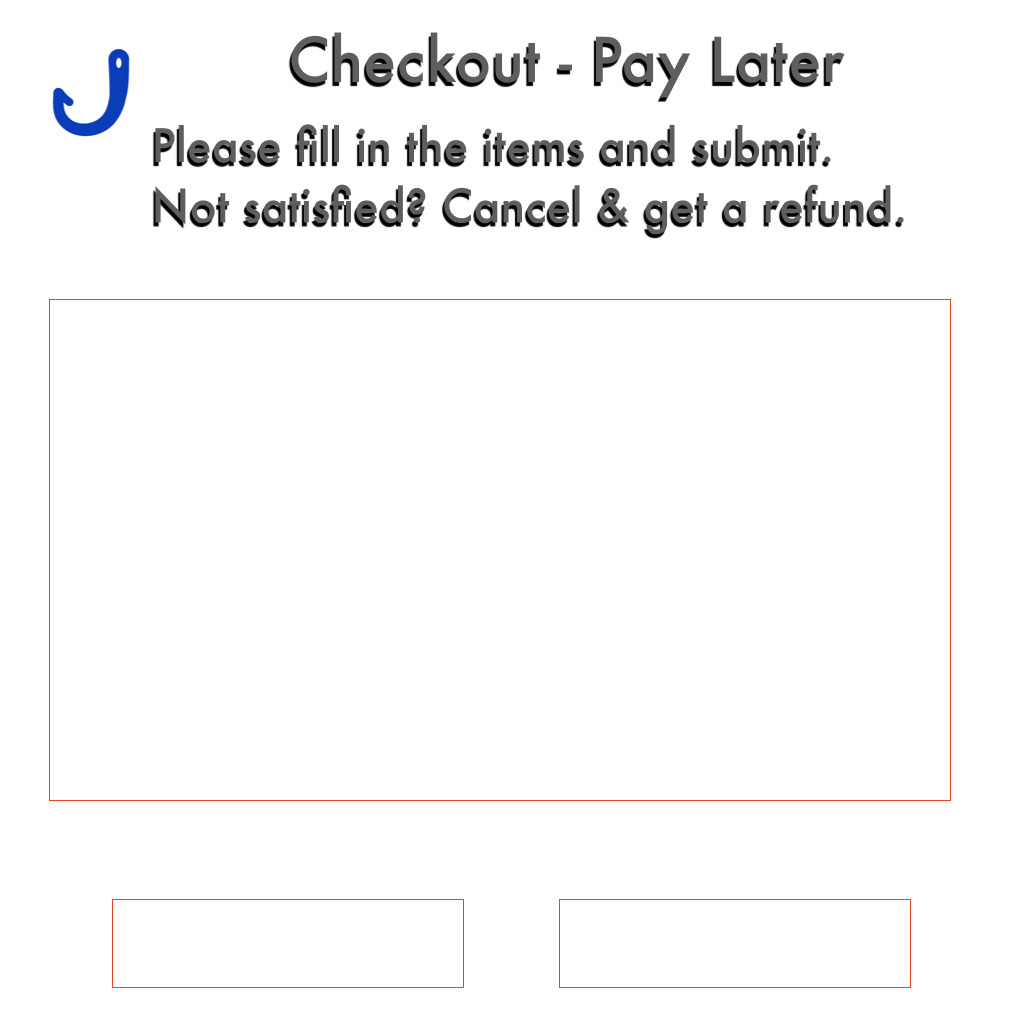 Checkout - Pay Later
Please fill in the items and submit.
Not satisfied? Cancel & get a refund.